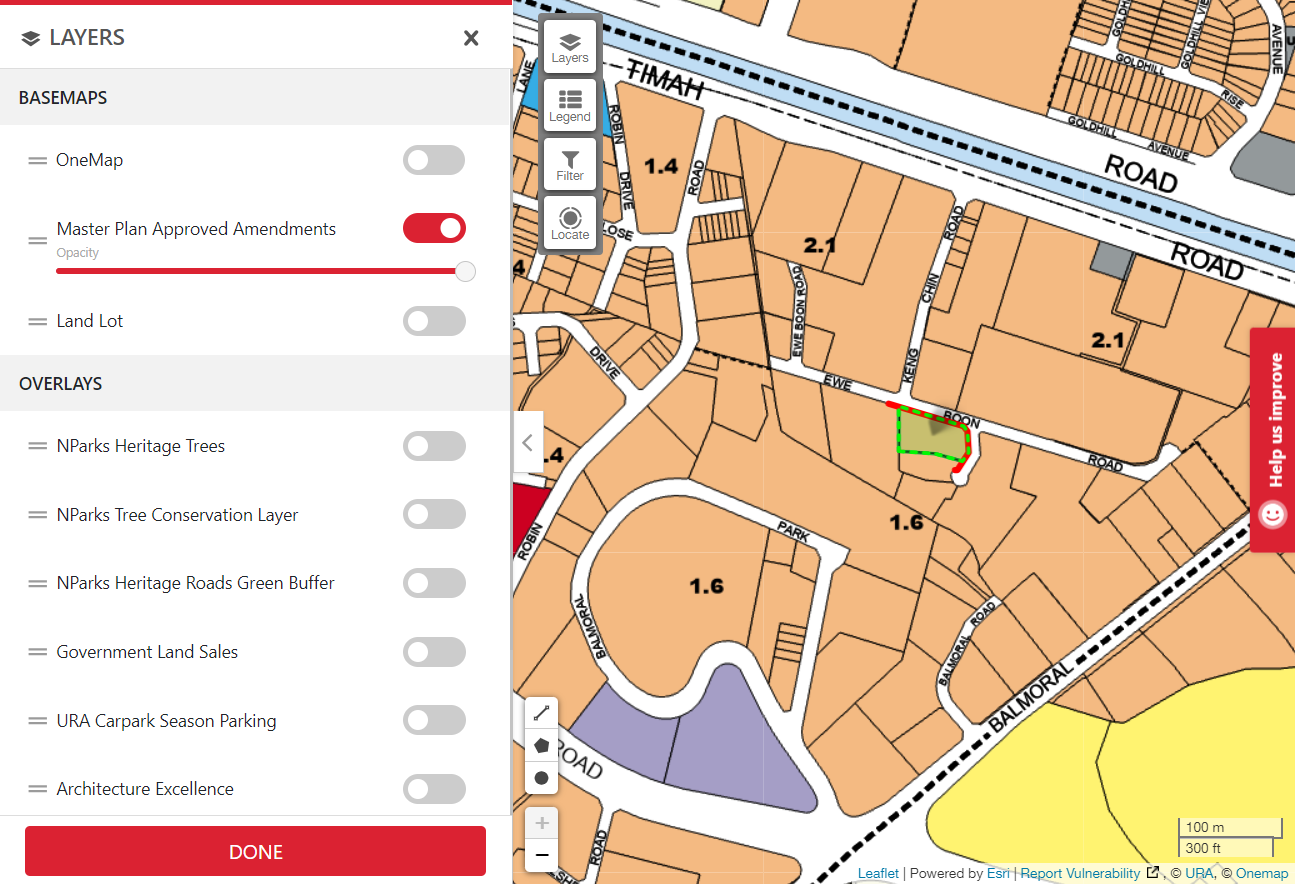 LAYERS
BASEMAPS
OneMap
Master Plan Approved Amendments
Opacity
Land Lot
OVERLAYS
NParks Heritage Trees
NParks Tree Conservation Layer
NParks Heritage Roads Green Buffer
Government Land Sales
URA Carpark Season Parking
Architecture Excellence
DONE
Layers
Legend
Filter
Locate
LANE
TIMAH
ROBIN
DRIVE
1.4
ROAD
GOLDHILL
GOLDHILL
AVENUE
GOLDHILL
RISE
GOLDHILL
AVENUE
ROAD
ROAD
2.1
2.1
ROAD
CHIN
KENG
EWE BOON ROAD
EWE
BOON
ROAD
DRIVE
ROBIN
PARK
1.6
1.6
BALMORAL
BALMORAL
ROAD
BALMORAL
ROAD
ROAD
Help us improve
+
−
100 m
300 ft
Leaflet | Powered by Esri | Report Vulnerability , © URA, © Onemap